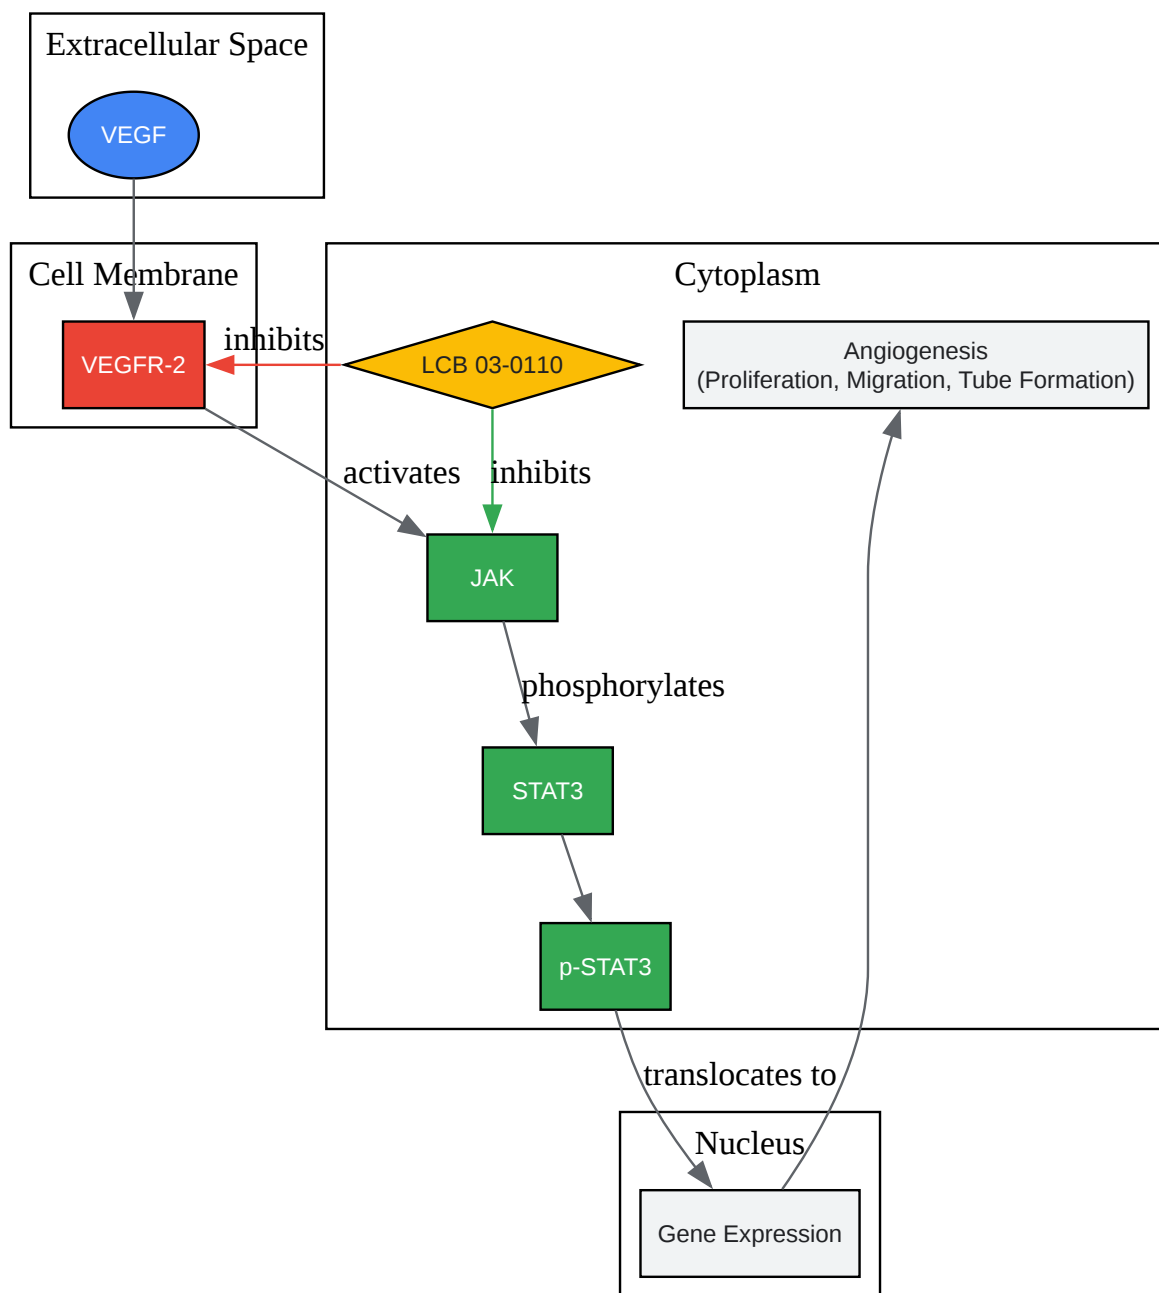 Extracellular Space
VEGF
Cell Membrane
Cytoplasm
inhibits
VEGFR-2
LCB 03-0110
Angiogenesis
(Proliferation, Migration, Tube Formation)
activates
inhibits
JAK
phosphorylates
STAT3
p-STAT3
translocates to
Nucleus
Gene Expression